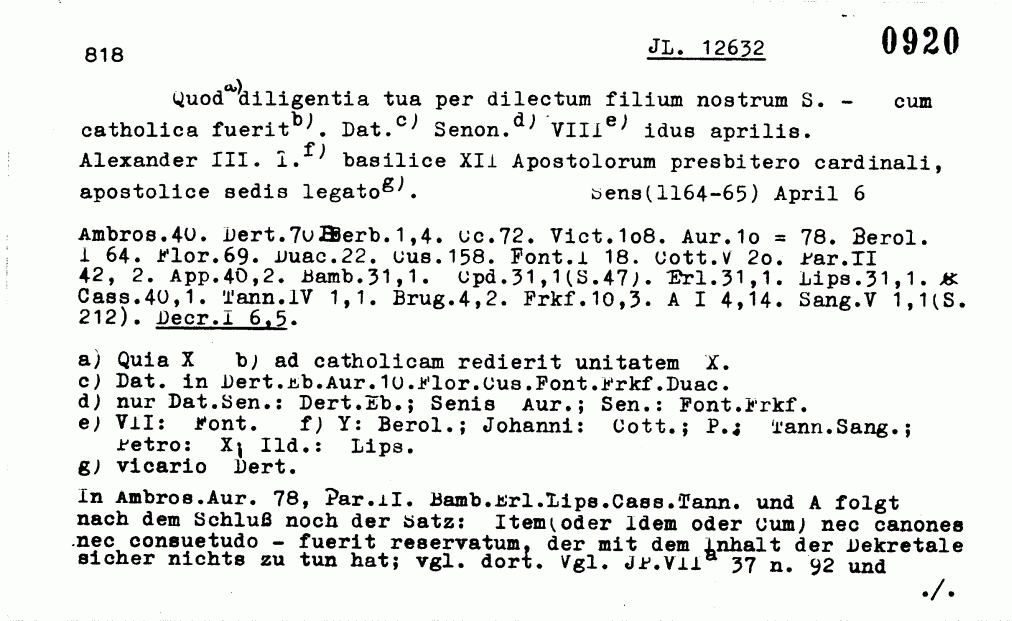 818 JL. 12632 0920
Quod a) diligentia tua per dilectum filium nostrum S. - cum
catholica fuerit b). Dat. c) Senon. d) VIII e) idus aprilis.
Alexander III. I. f) basilice XII Apostolorum presbitero cardinali,
apostolice sedis legato g). Sens(1164-65) April 6
Ambros.40. Dert.70 Berb.1,4. Cc.72. Vict.108. Aur.10 = 78. Berol.
I 64. Flor.69. Duac.22. Cus.158. Font.I 18. Cott.V 20. Par.II
42, 2. App.40,2. Bamb.31,1. Cpd.31,1(S.47). Erl.31,1. Lips.31,1.
Cass.40,1. Tann.IV 1,1. Brug.4,2. Frkf.10,3. A I 4,14. Sang.V 1,1(S.
212). Decr.I 6,5.
a) Quia X b) ad catholicam redierit unitatem X.
c) Dat. in Dert.Eb.Aur.10.Flor.Cus.Font.Frkf.Duac.
d) nur Dat.Sen.: Dert.Eb.; Senis Aur.; Sen.: Font.Frkf.
e) VII: Font. f) Y: Berol.; Johanni: Cott.; P.; Tann.Sang.;
Petro: X; Ild.: Lips.
g) vicario Dert.
In Ambros.Aur. 78, Par.II. Bamb.Erl.Lips.Cass.Tann. und A folgt
nach dem Schluß noch der Satz: Item(oder Idem oder Cum) nec canones
nec consuetudo - fuerit reservatum, der mit dem Inhalt der Dekretale
sicher nichts zu tun hat; vgl. dort. Vgl. JP.VII a 37 n. 92 und
./.